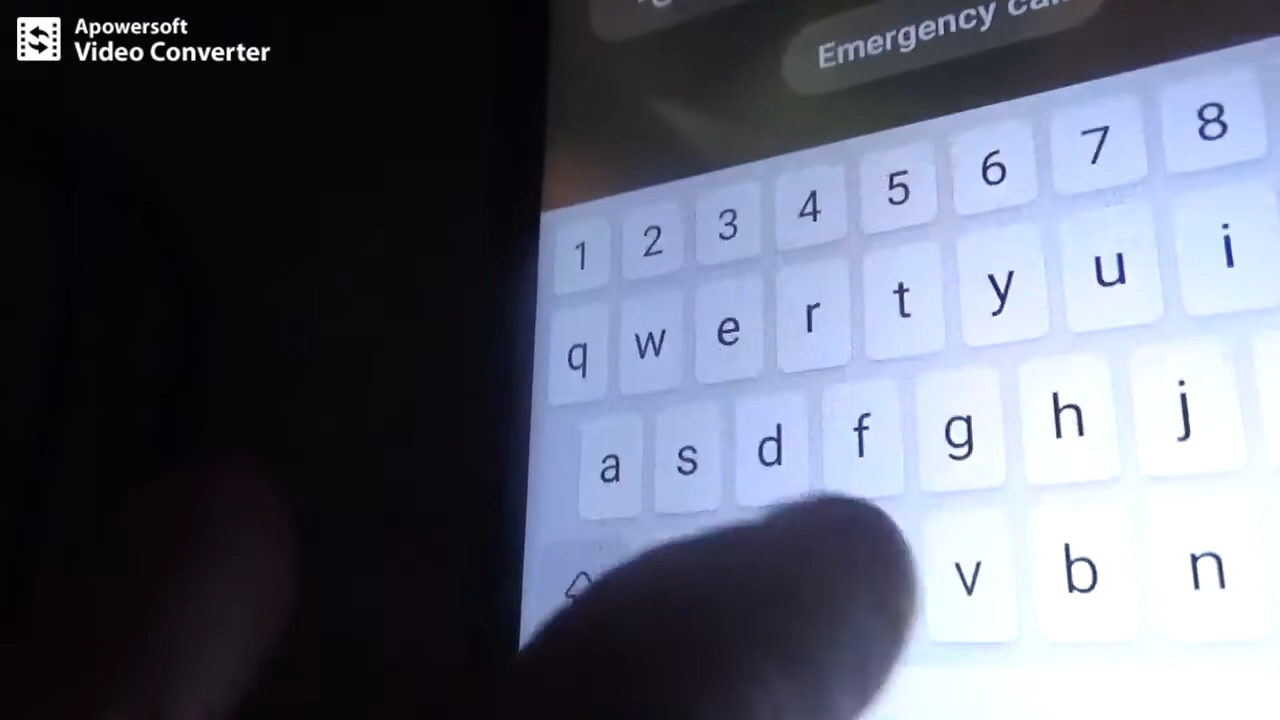 Apowersoft
Video Converter
Emergency
1 2 3 4 5 6 7 8
q w e r t y u i
a s d f g h j
v b n